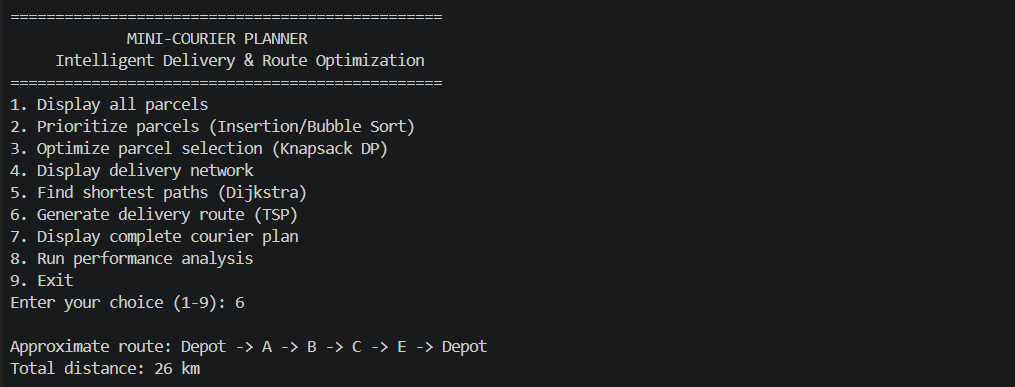 ================================================
MINI-COURIER PLANNER
Intelligent Delivery & Route Optimization
================================================
1. Display all parcels
2. Prioritize parcels (Insertion/Bubble Sort)
3. Optimize parcel selection (Knapsack DP)
4. Display delivery network
5. Find shortest paths (Dijkstra)
6. Generate delivery route (TSP)
7. Display complete courier plan
8. Run performance analysis
9. Exit
Enter your choice (1-9): 6
Approximate route: Depot -> A -> B -> C -> E -> Depot
Total distance: 26 km